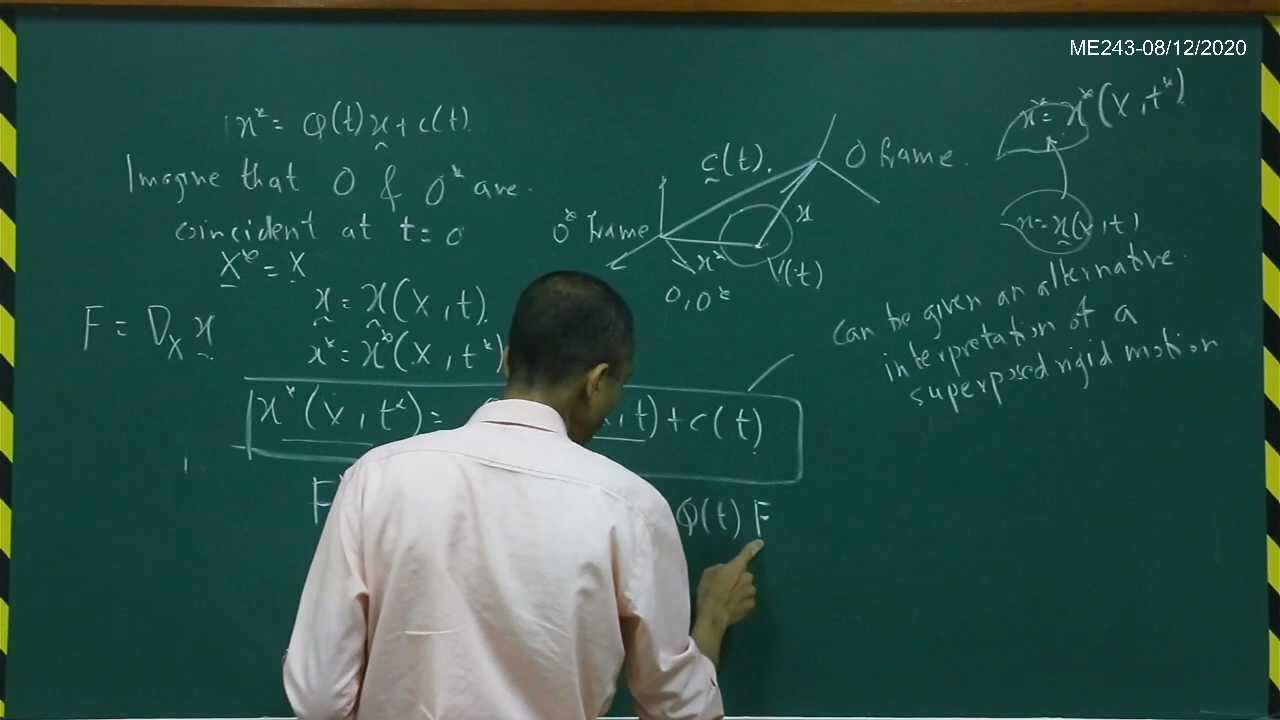 ME243-08/12/2020
x* = Q(t)x + c(t)
Imagine that O & O* are
coincident at t=0
X* = X
x = x(X,t)
x* = x*(X,t*)
F = D_X x
x*(X,t*) = x,t) + c(t)
F
Q(t) F
c(t).
O frame.
O* frame
x
x*
V(t)
O,O*
x* = x*(X,t*)
x = x(X,t)
Can be given an alternative
interpretation of a
superposed rigid motion